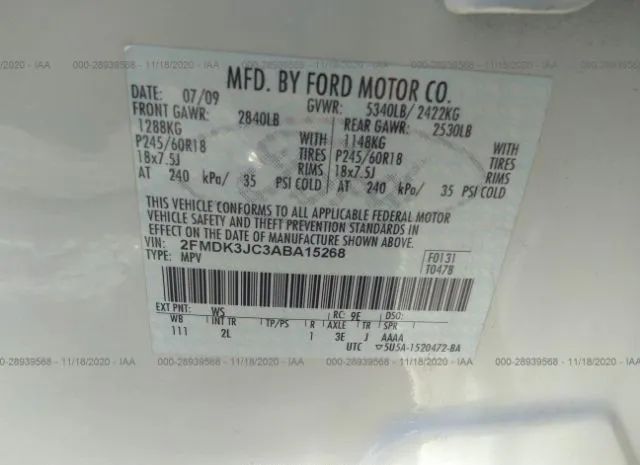 000-28939568 - 11/18/2020 - IAA 000-28939568 - 11/18/2020 - IAA 000-28939568 - 11/18/2020 - IAA
MFD. BY FORD MOTOR CO.
DATE: 07/09 GVWR: 5340LB/ 2422KG
FRONT GAWR: 2840LB REAR GAWR: 2530LB
1288KG 1148KG
P245/60R18 TIRES P245/60R18 TIRES
18x7.5J RIMS 18x7.5J RIMS
AT 240 kPa/ 35 PSI COLD AT 240 kPa/ 35 PSI COLD
THIS VEHICLE CONFORMS TO ALL APPLICABLE FEDERAL MOTOR
VEHICLE SAFETY AND THEFT PREVENTION STANDARDS IN
EFFECT ON THE DATE OF MANUFACTURE SHOWN ABOVE.
VIN: 2FMDK3JC3ABA15268 F0131
TYPE: MPV T0478
EXT PNT: WS RC: 9E DSO:
WB INT TR TP/PS R AXLE TR SPR
111 2L 1 3E J AAAA
UTC ▽5U5A-1520472-BA
000-28939568 - 11/18/2020 - IAA 000-28939568 - 11/18/2020 - IAA 000-28939568 - 11/18/2020 - IAA